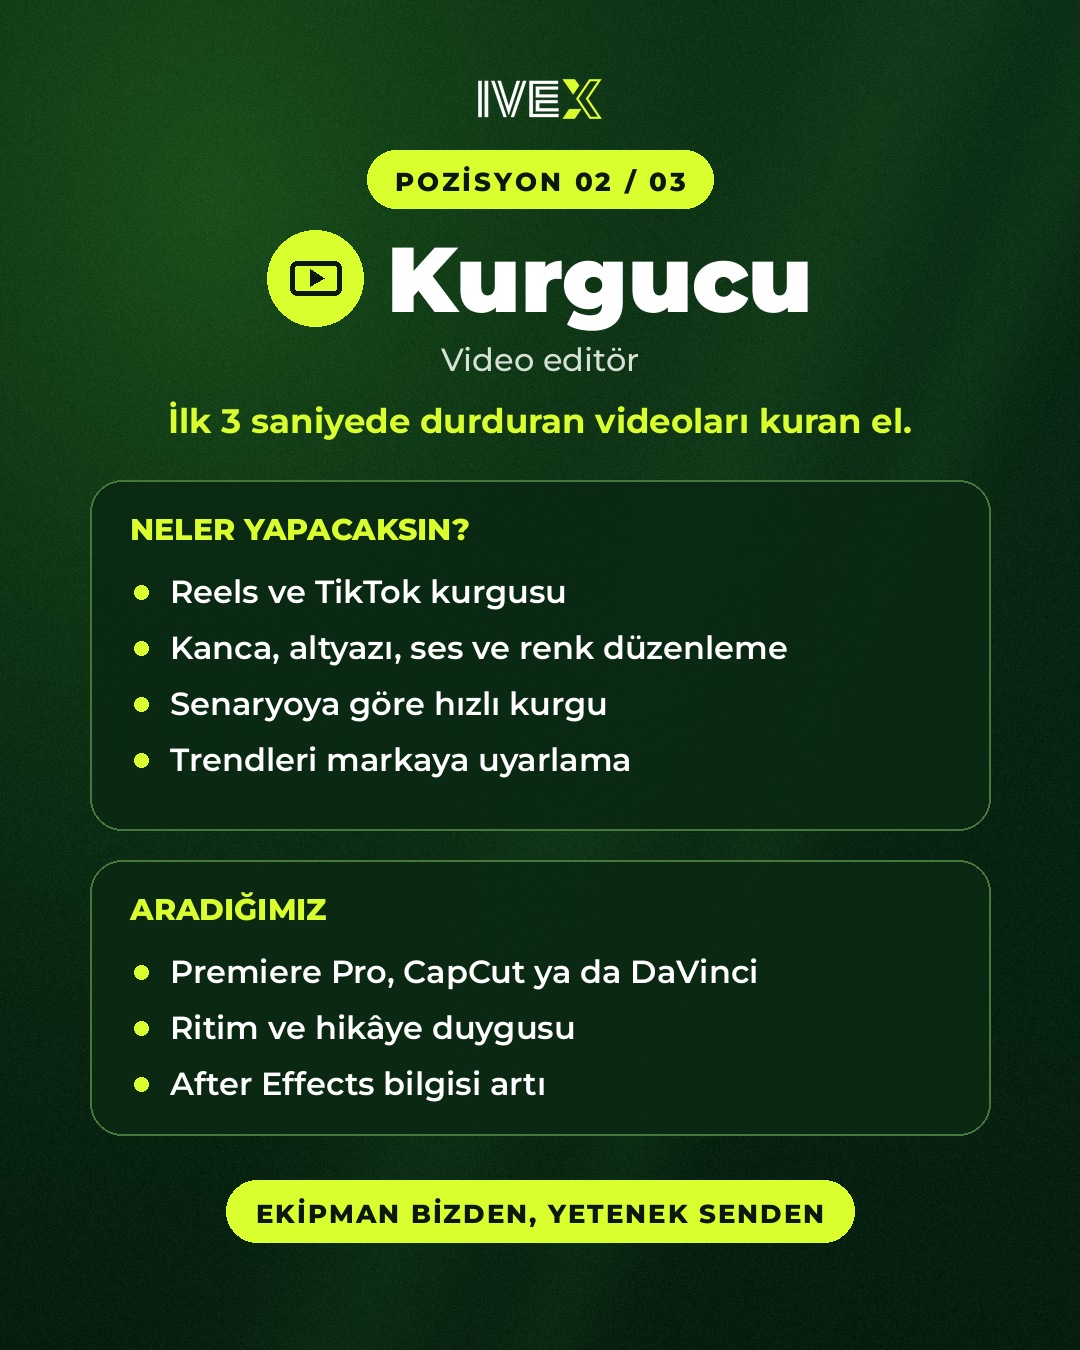 IVEX
POZİSYON 02 / 03
Kurgucu
Video editör
İlk 3 saniyede durduran videoları kuran el.
NELER YAPACAKSIN?
Reels ve TikTok kurgusu
Kanca, altyazı, ses ve renk düzenleme
Senaryoya göre hızlı kurgu
Trendleri markaya uyarlama
ARADIĞIMIZ
Premiere Pro, CapCut ya da DaVinci
Ritim ve hikâye duygusu
After Effects bilgisi artı
EKİPMAN BİZDEN, YETENEK SENDEN